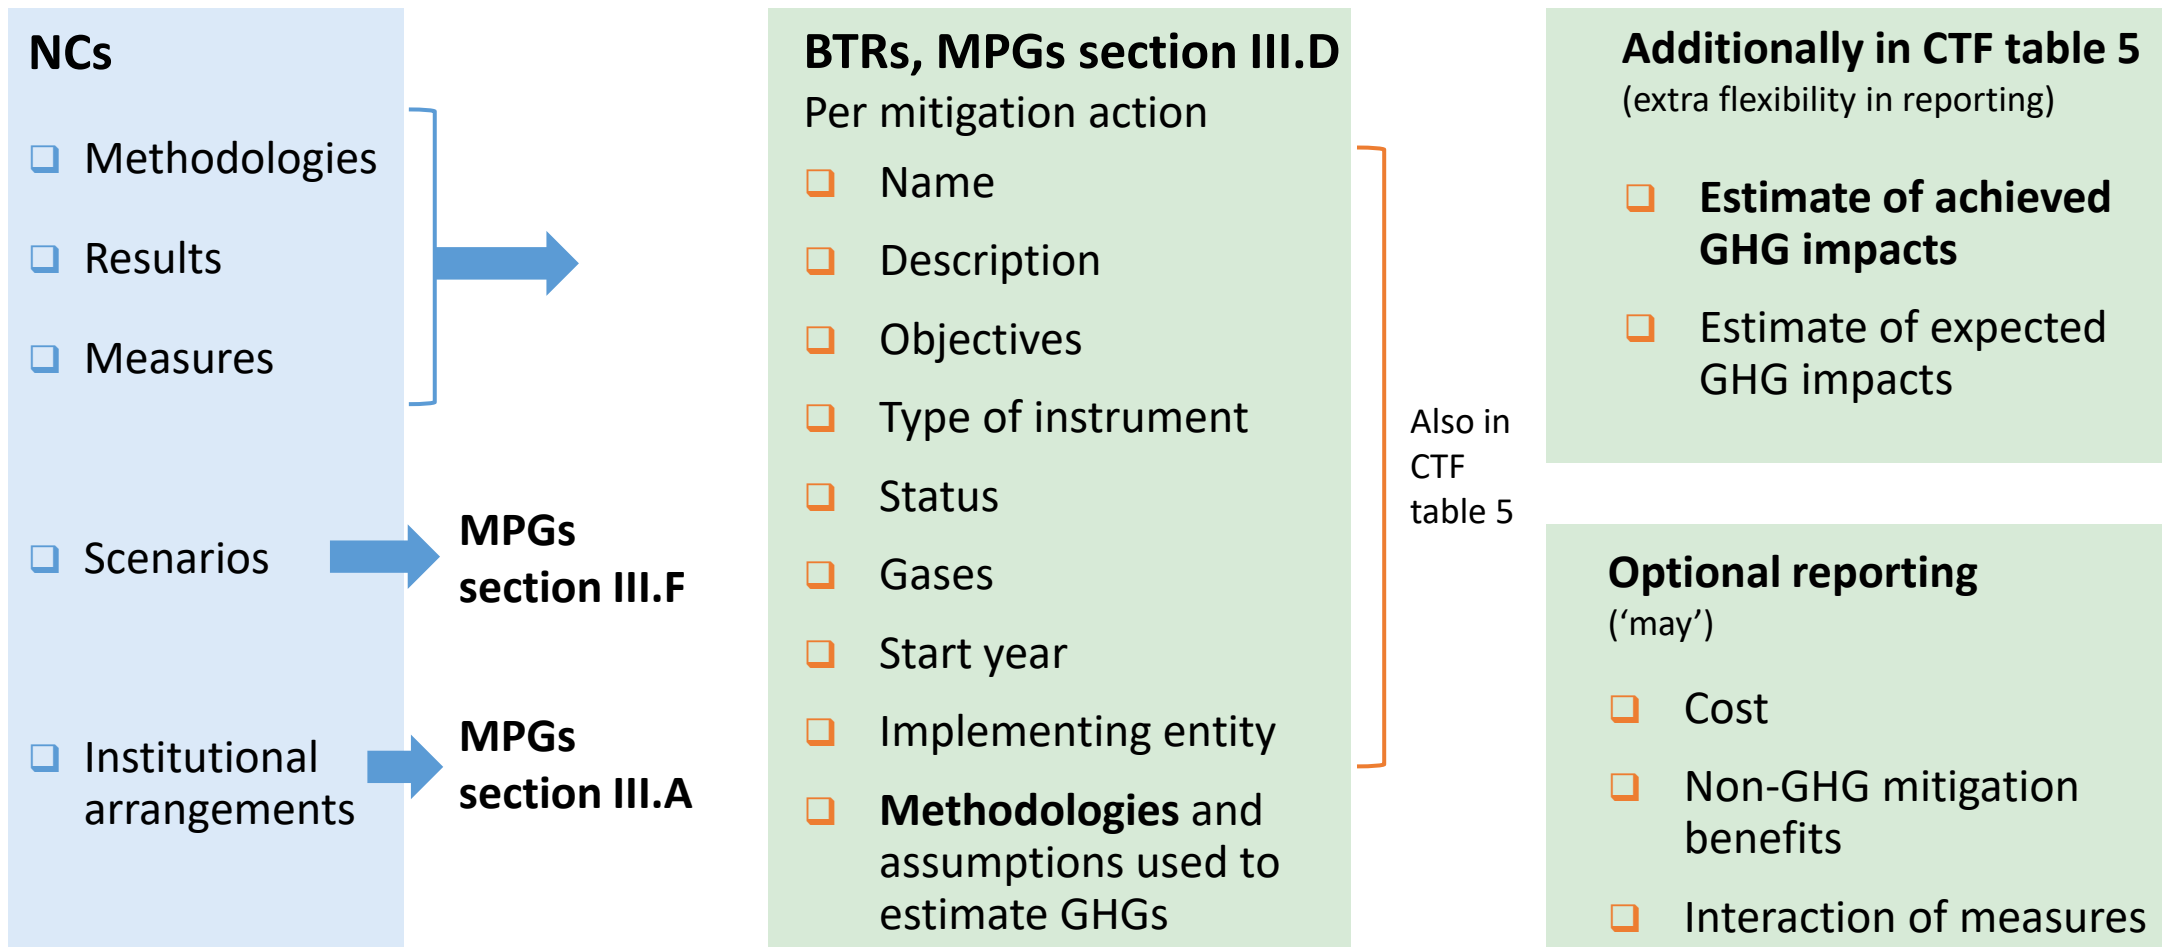 NCs
Methodologies
Results
Measures
Scenarios
Institutional
arrangements
MPGs
section III.F
MPGs
section III.A
BTRs, MPGs section III.D
Per mitigation action
Name
Description
Objectives
Type of instrument
Status
Gases
Start year
Implementing entity
Methodologies and
assumptions used to
estimate GHGs
Also in
CTF
table 5
Additionally in CTF table 5
(extra flexibility in reporting)
Estimate of achieved
GHG impacts
Estimate of expected
GHG impacts
Optional reporting
(‘may’)
Cost
Non-GHG mitigation
benefits
Interaction of measures